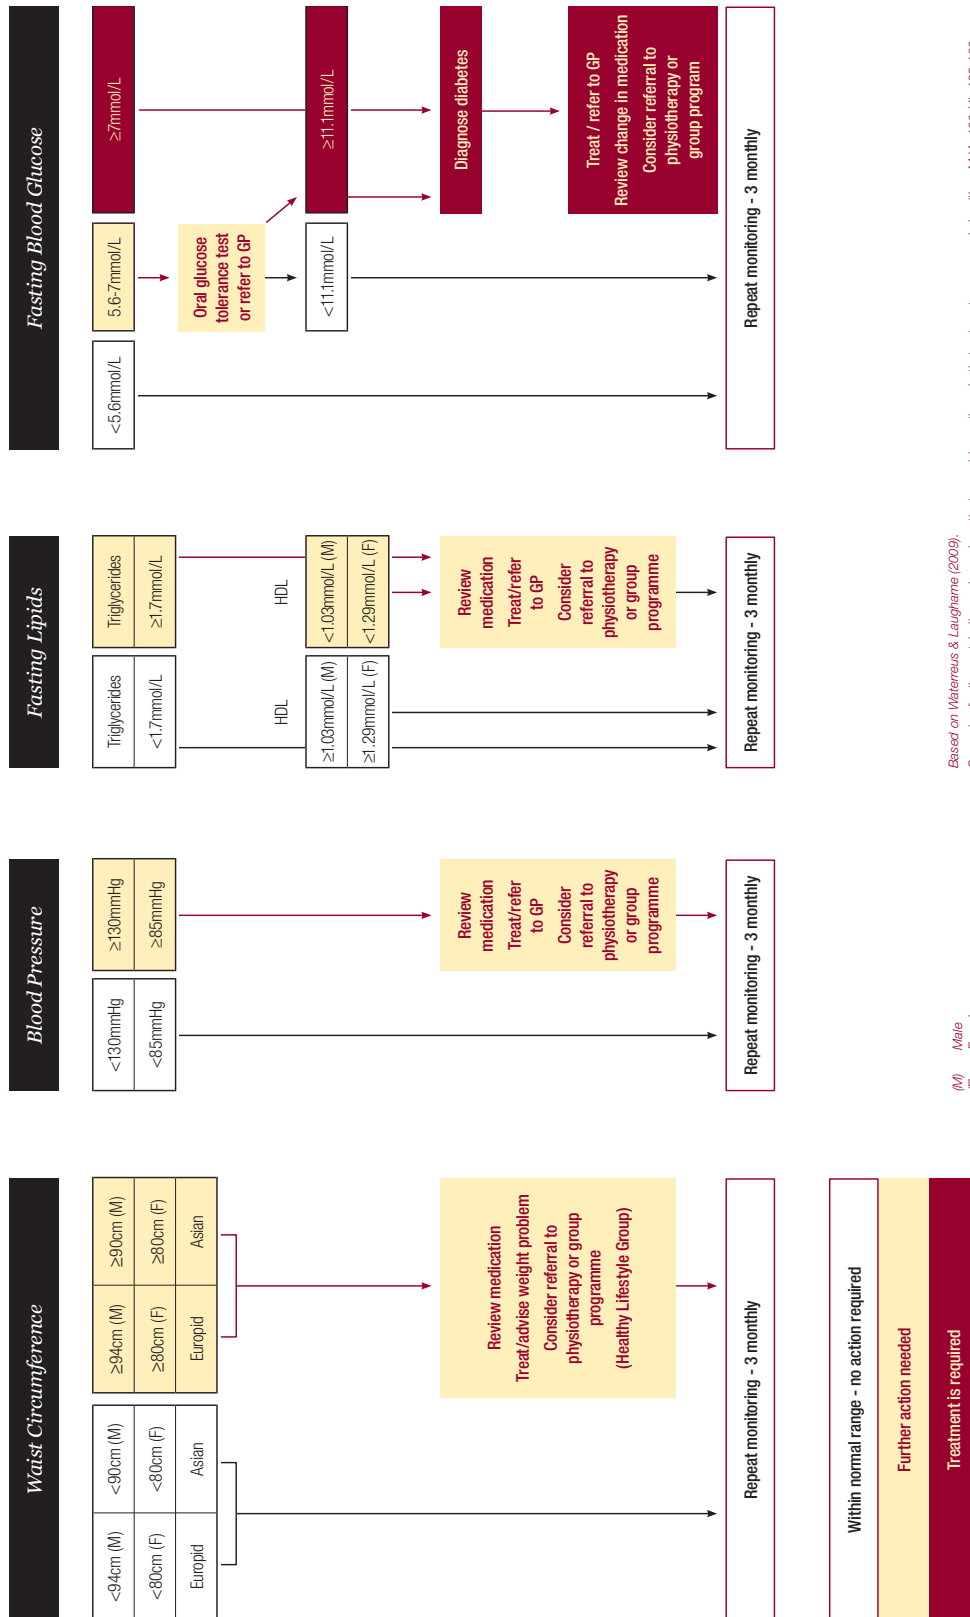 Waist Circumference
<94cm (M)
<90cm (M)
<80cm (F)
<80cm (F)
Europid
Asian
≥94cm (M)
≥90cm (M)
≥80cm (F)
≥80cm (F)
Europid
Asian
Review medication
Treat/advise weight problem
Consider referral to
physiotherapy or group
programme
(Healthy Lifestyle Group)
Repeat monitoring - 3 monthly
Blood Pressure
<130mmHg
<85mmHg
≥130mmHg
≥85mmHg
Review
medication
Treat/refer
to GP
Consider
referral to
physiotherapy
or group
programme
Repeat monitoring - 3 monthly
Fasting Lipids
Triglycerides
<1.7mmol/L
Triglycerides
≥1.7mmol/L
HDL
≥1.03mmol/L (M)
≥1.29mmol/L (F)
HDL
<1.03mmol/L (M)
<1.29mmol/L (F)
Review
medication
Treat/refer
to GP
Consider
referral to
physiotherapy
or group
programme
Repeat monitoring - 3 monthly
Fasting Blood Glucose
<5.6mmol/L
5.6-7mmol/L
≥7mmol/L
Oral glucose
tolerance test
or refer to GP
<11.1mmol/L
≥11.1mmol/L
Diagnose diabetes
Treat / refer to GP
Review change in medication
Consider referral to
physiotherapy or
group program
Repeat monitoring - 3 monthly
Within normal range - no action required
Further action needed
Treatment is required
(M) Male
Based on Waterreus & Laugharne (2009).